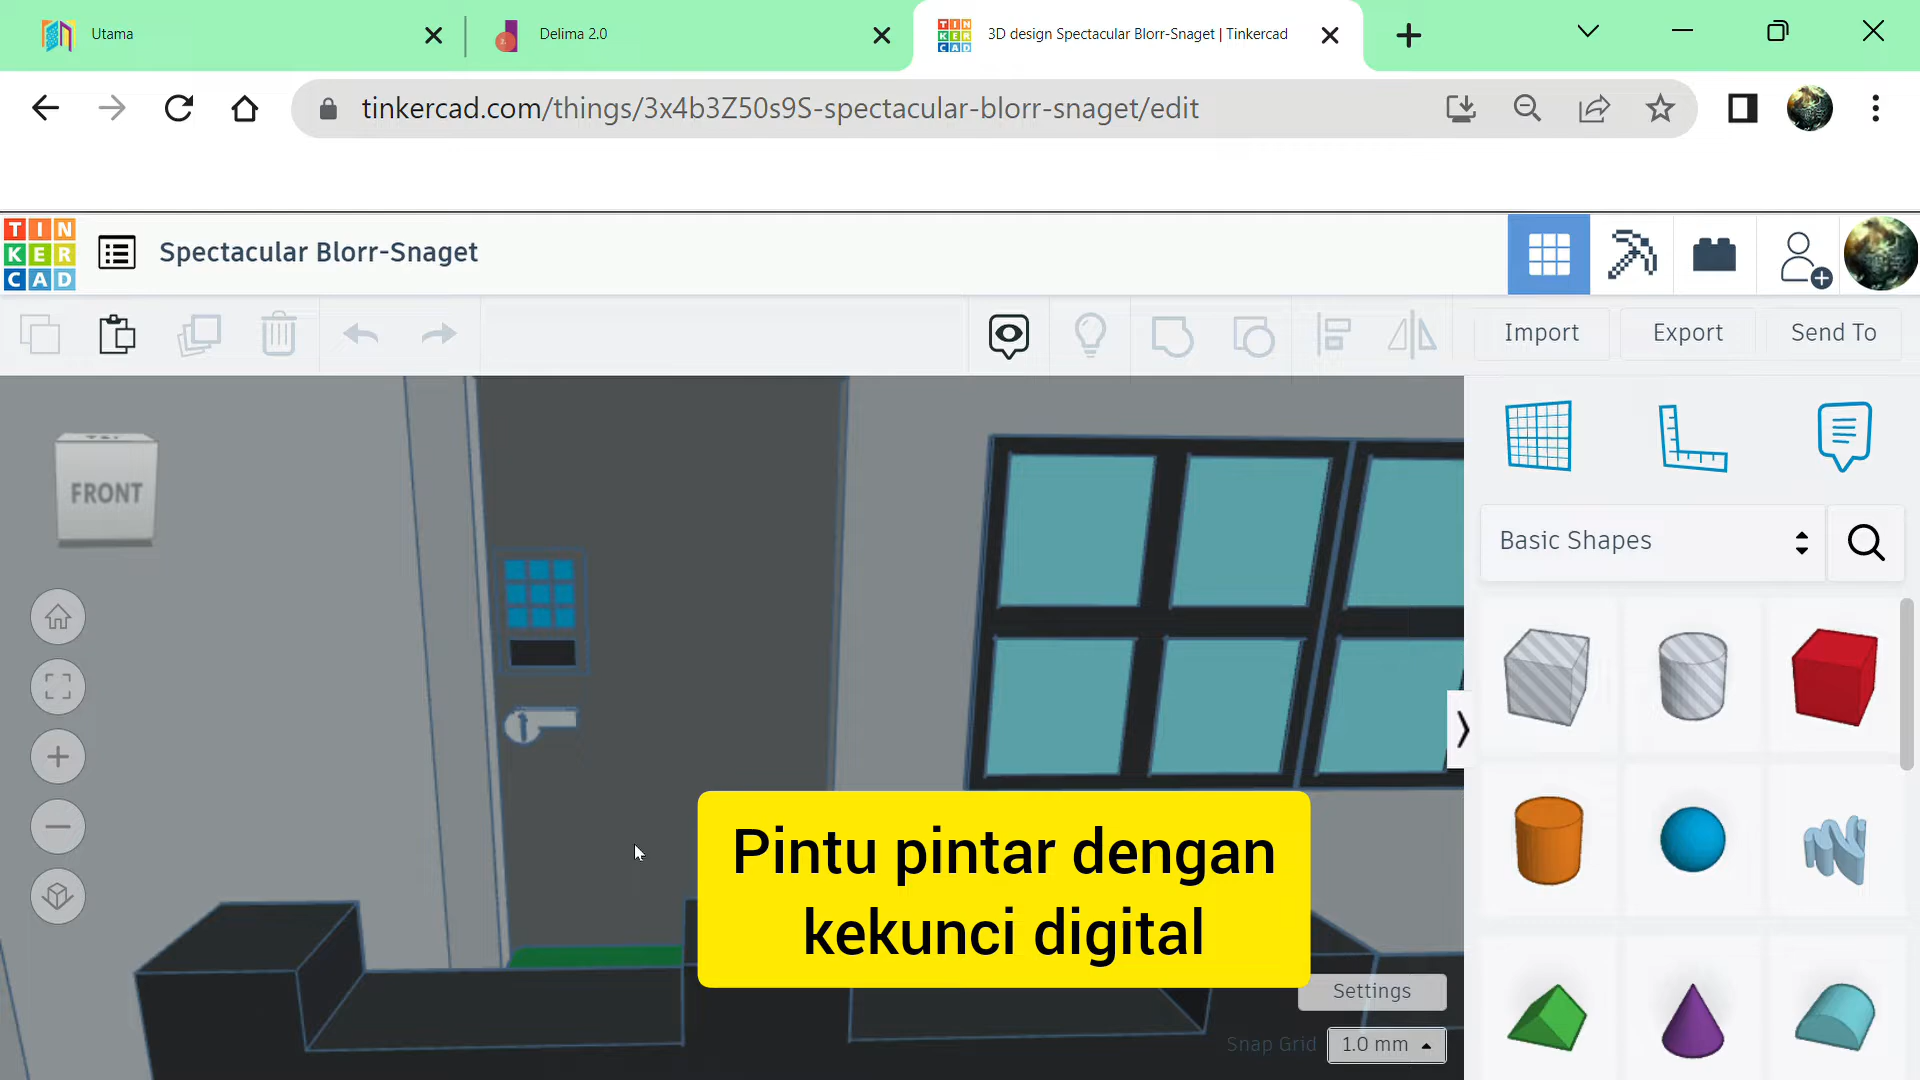 Utama
Delima 2.0
3D design Spectacular Blorr-Snaget | Tinkercad
tinkercad.com/things/3x4b3Z50s9S-spectacular-blorr-snaget/edit
TIN
KER
CAD
Spectacular Blorr-Snaget
Import
Export
Send To
FRONT
Basic Shapes
Pintu pintar dengan
kekunci digital
Settings
Snap Grid
1.0 mm